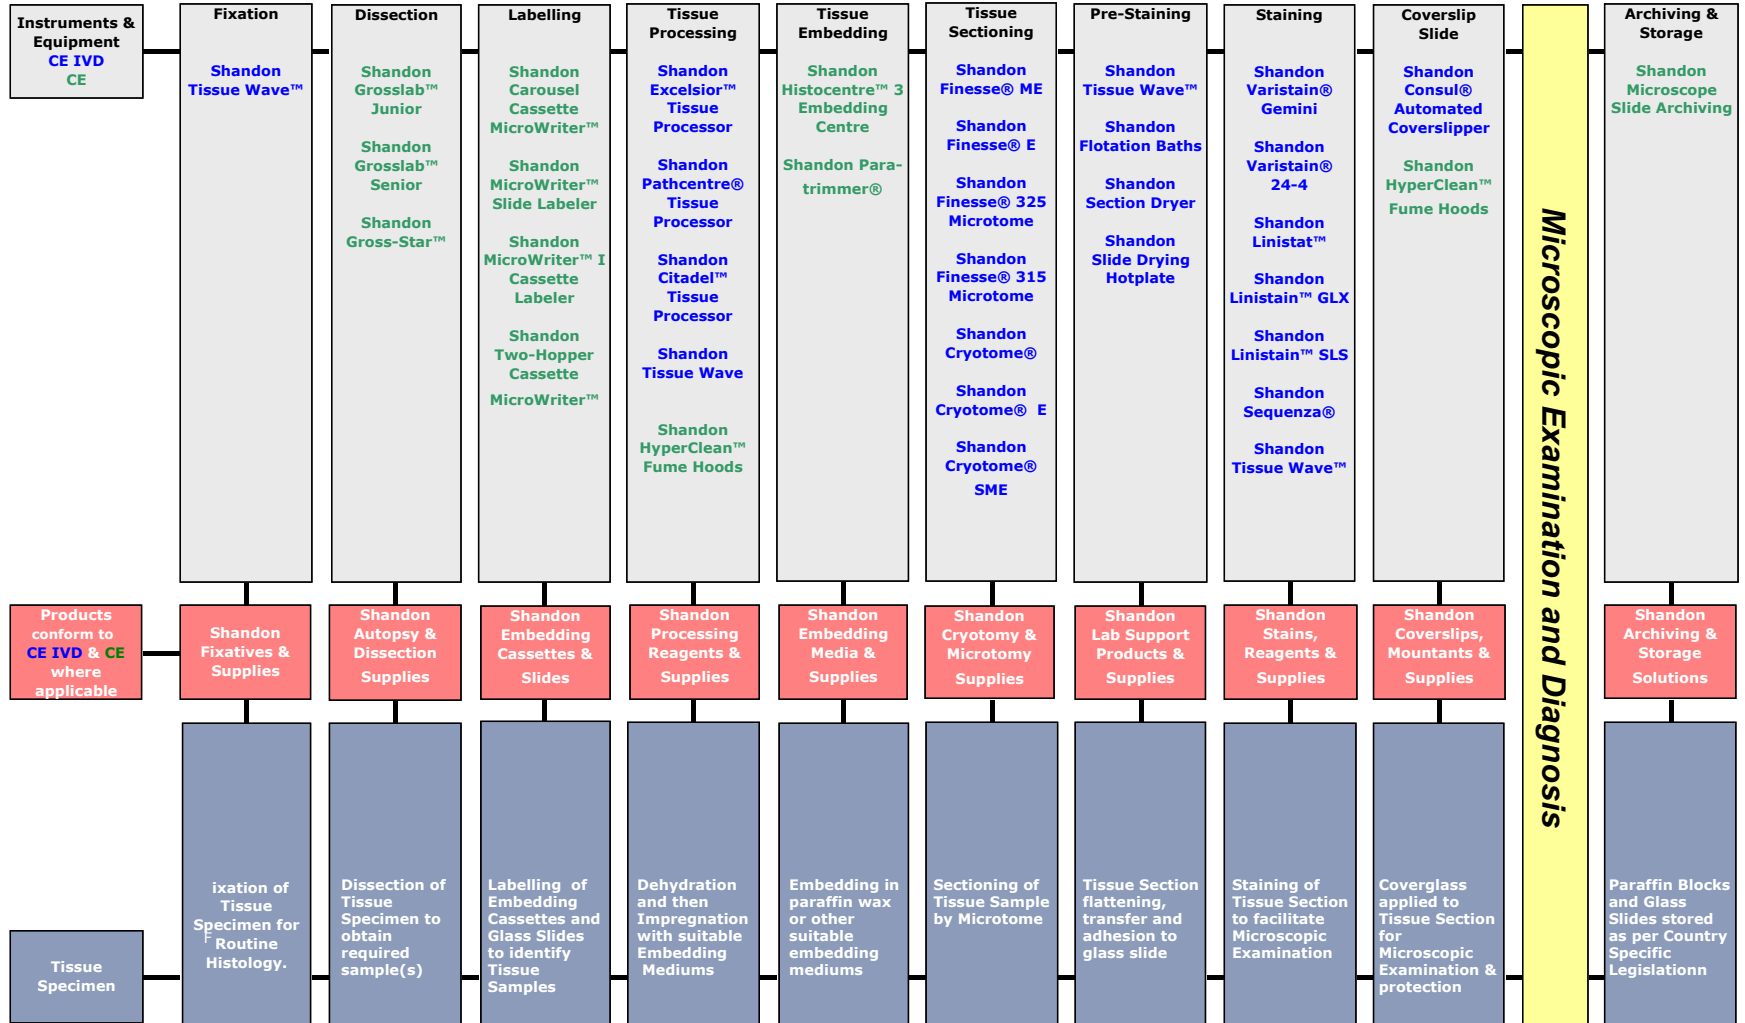 Instruments &
Equipment
CE IVD
CE
Fixation
Shandon
Tissue Wave™
Dissection
Shandon
Grosslab™
Junior
Shandon
Grosslab™
Senior
Shandon
Gross-Star™
Labelling
Shandon
Carousel
Cassette
MicroWriter™
Shandon
MicroWriter™
Slide Labeler
Shandon
MicroWriter™ I
Cassette
Labeler
Shandon
Two-Hopper
Cassette
MicroWriter™
Tissue
Processing
Shandon
Excelsior™
Tissue
Processor
Shandon
Pathcentre®
Tissue
Processor
Shandon
Citadel™
Tissue
Processor
Shandon
Tissue Wave
Shandon
HyperClean™
Fume Hoods
Tissue
Embedding
Shandon
Histocentre™ 3
Embedding
Centre
Shandon Para-
trimmer®
Tissue
Sectioning
Shandon
Finesse® ME
Shandon
Finesse® E
Shandon
Finesse® 325
Microtome
Shandon
Finesse® 315
Microtome
Shandon
Cryotome®
Shandon
Cryotome® E
Shandon
Cryotome®
SME
Pre-Staining
Shandon
Tissue Wave™
Shandon
Flotation Baths
Shandon
Section Dryer
Shandon
Slide Drying
Hotplate
Staining
Shandon
Varistain®
Gemini
Shandon
Varistain®
24-4
Shandon
Linistat™
Shandon
Linistain™ GLX
Shandon
Linistain™ SLS
Shandon
Sequenza®
Shandon
Tissue Wave™
Coverslip
Slide
Shandon
Consul®
Automated
Coverslipper
Shandon
HyperClean™
Fume Hoods
Microscopic Examination and Diagnosis
Archiving &
Storage
Shandon
Microscope
Slide Archiving
Products
conform to
CE IVD & CE
where
applicable
Shandon
Fixatives &
Supplies
Shandon
Autopsy &
Dissection
Supplies
Shandon
Embedding
Cassettes &
Slides
Shandon
Processing
Reagents &
Supplies
Shandon
Embedding
Media &
Supplies
Shandon
Cryotomy &
Microtomy
Supplies
Shandon
Lab Support
Products &
Supplies
Shandon
Stains,
Reagents &
Supplies
Shandon
Coverslips,
Mountants &
Supplies
Shandon
Archiving &
Storage
Solutions
Tissue
Specimen
ixation of
Tissue
Specimen for
F
Routine
Histology.
Dissection of
Tissue
Specimen to
obtain
required
sample(s)
Labelling of
Embedding
Cassettes and
Glass Slides
to identify
Tissue
Samples
Dehydration
and then
Impregnation
with suitable
Embedding
Mediums
Embedding in
paraffin wax
or other
suitable
embedding
mediums
Sectioning of
Tissue Sample
by Microtome
Tissue Section
flattening,
transfer and
adhesion to
glass slide
Staining of
Tissue Section
to facilitate
Microscopic
Examination
Coverglass
applied to
Tissue Section
for
Microscopic
Examination &
protection
Paraffin Blocks
and Glass
Slides stored
as per Country
Specific
Legislationn